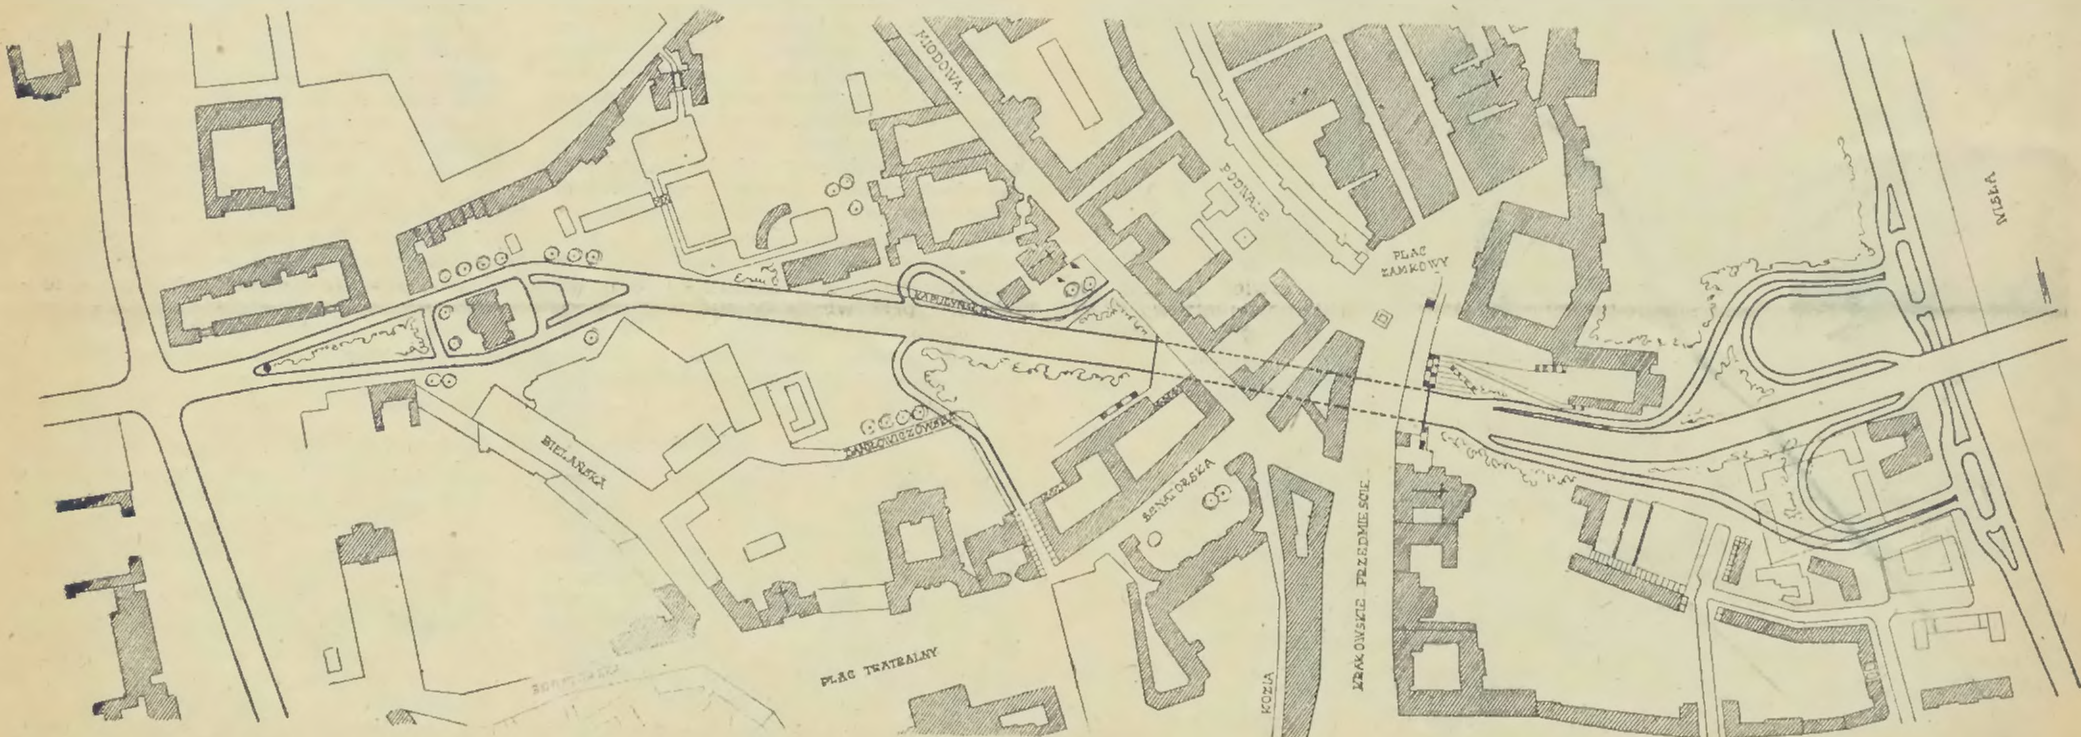 MIODOWA.
PODWALE
WISŁA
PLAC
ZAMKOWY
KAPUCYŃSKA
DANIŁOWICZOWSKA
BIELAŃSKA
SENATORSKA
KRAKOWSKIE PRZEDMIEŚCIE
PLAC TEATRALNY
KOZIA